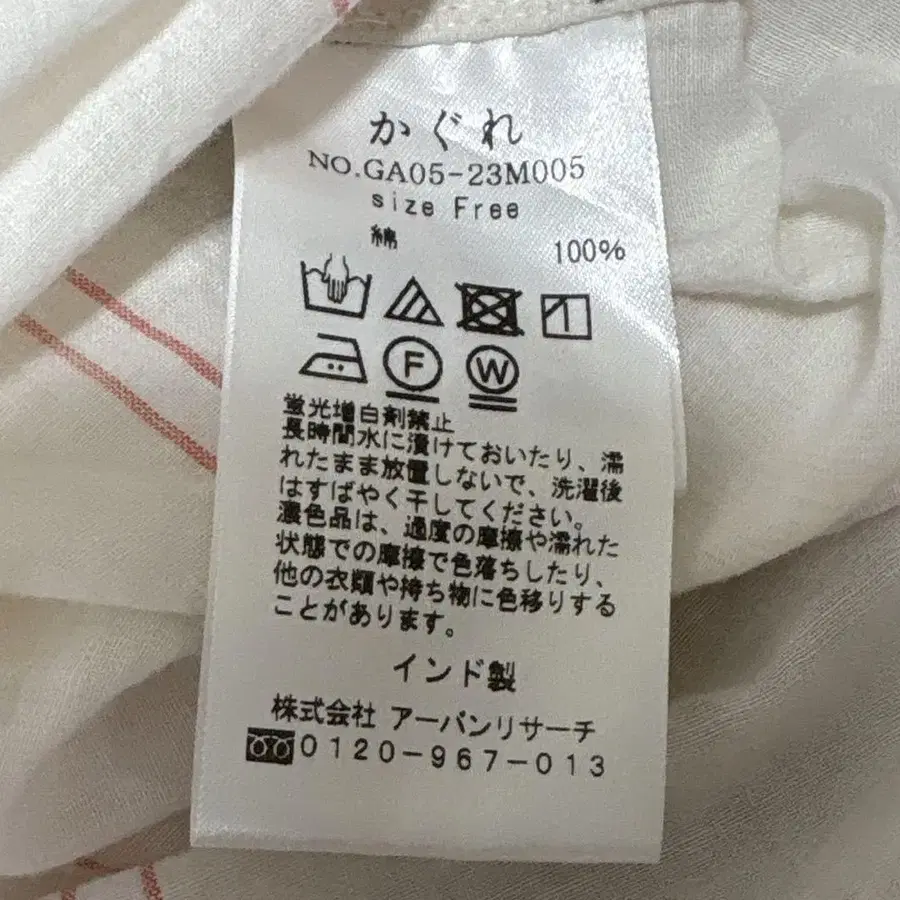 かぐれ
NO.GA05-23M005
size Free
綿 100%
F W
蛍光増白剤禁止
長時間水に漬けておいたり、濡
れたまま放置しないで、洗濯後
はすばやく干してください。
濃色品は、過度の摩擦や濡れた
状態での摩擦で色落ちしたり、
他の衣類や持ち物に色移りする
ことがあります。
インド製
株式会社 アーバンリサーチ
0120-967-013